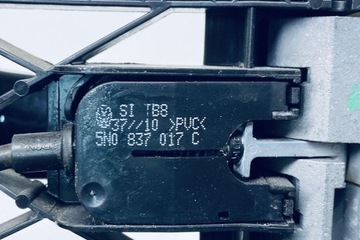 SI TB8
37//10 >PVC<
5N0 837 017 C